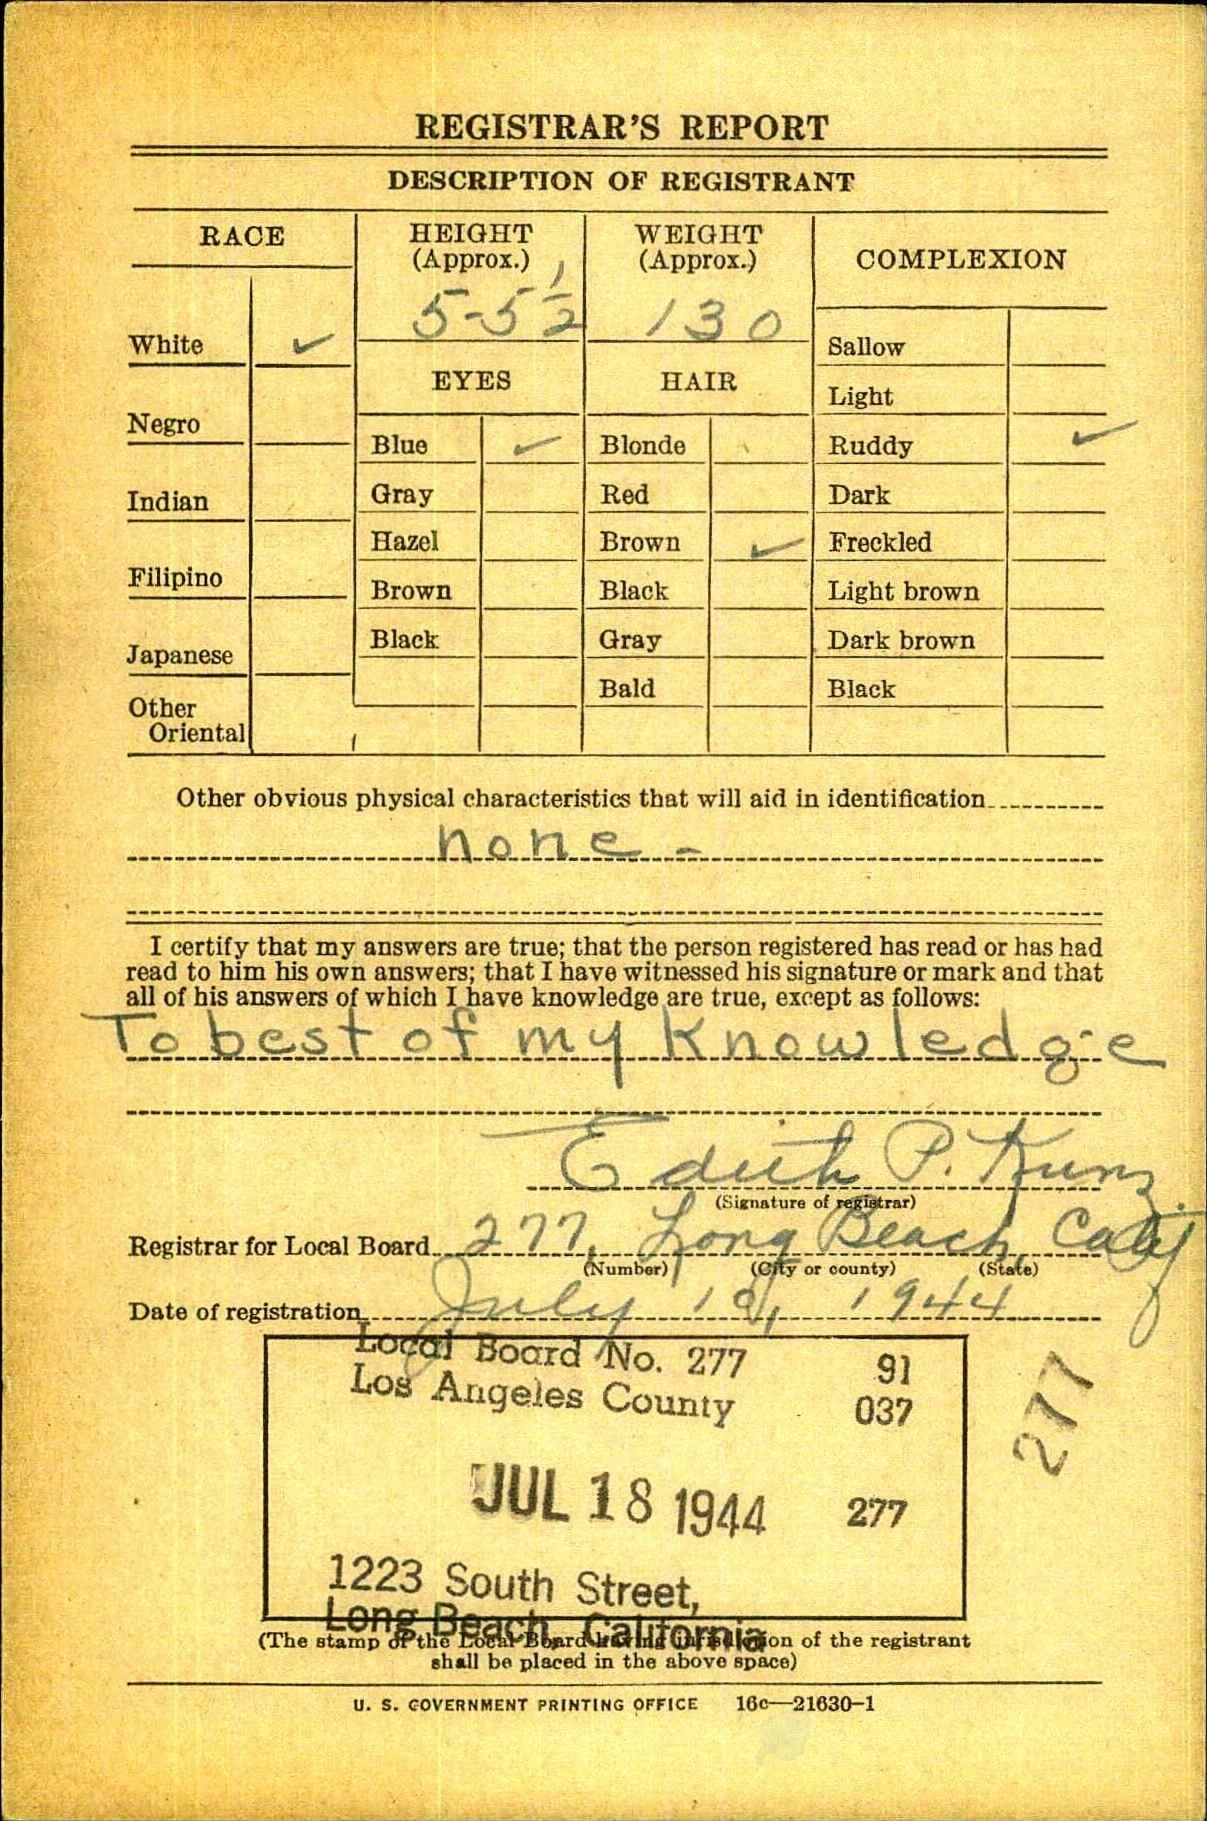 REGISTRAR'S REPORT
DESCRIPTION OF REGISTRANT
RACE
HEIGHT
(Approx.)
5-5½
WEIGHT
(Approx.)
130
COMPLEXION
White ✓
Negro
Indian
Filipino
Japanese
Other
Oriental
EYES
Blue ✓
Gray
Hazel
Brown
Black
HAIR
Blonde
Red
Brown ✓
Black
Gray
Bald
Sallow
Light
Ruddy ✓
Dark
Freckled
Light brown
Dark brown
Black
Other obvious physical characteristics that will aid in identification
none -
I certify that my answers are true; that the person registered has read or has had
read to him his own answers; that I have witnessed his signature or mark and that
all of his answers of which I have knowledge are true, except as follows:
To best of my knowledge
Edith P. Kunz
(Signature of registrar)
Registrar for Local Board 277, Long Beach, Calif
(Number) (City or county) (State)
Date of registration July 1944
Local Board No. 277 91
Los Angeles County 037
JUL 18 1944 277
277
1223 South Street,
Long Beach, California
(The stamp of the Local Board having jurisdiction of the registrant
shall be placed in the above space)
U. S. GOVERNMENT PRINTING OFFICE 16c—21630-1